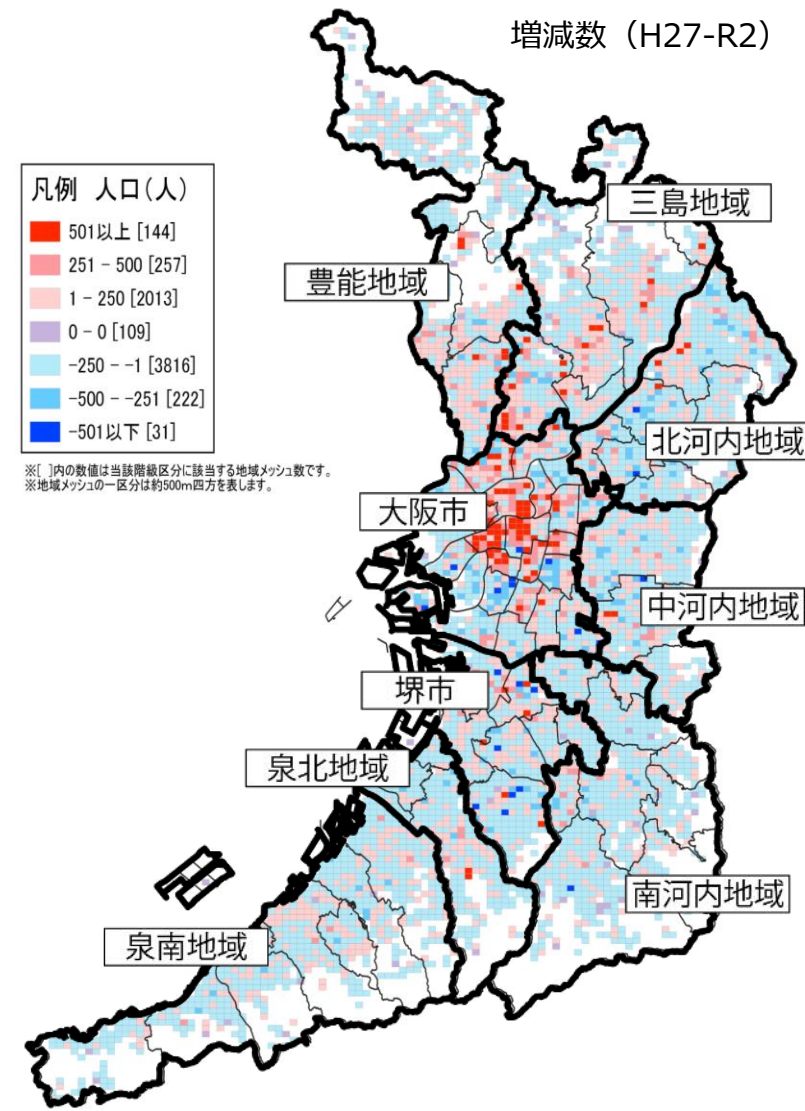 増減数（H27-R2）
凡例 人口(人)
501以上 [144]
251 - 500 [257]
1 - 250 [2013]
0 - 0 [109]
-250 - -1 [3816]
-500 - -251 [222]
-501以下 [31]
※[ ]内の数値は当該階級区分に該当する地域メッシュ数です。
※地域メッシュの一区分は約500m四方を表します。
三島地域
豊能地域
北河内地域
大阪市
中河内地域
堺市
泉北地域
南河内地域
泉南地域